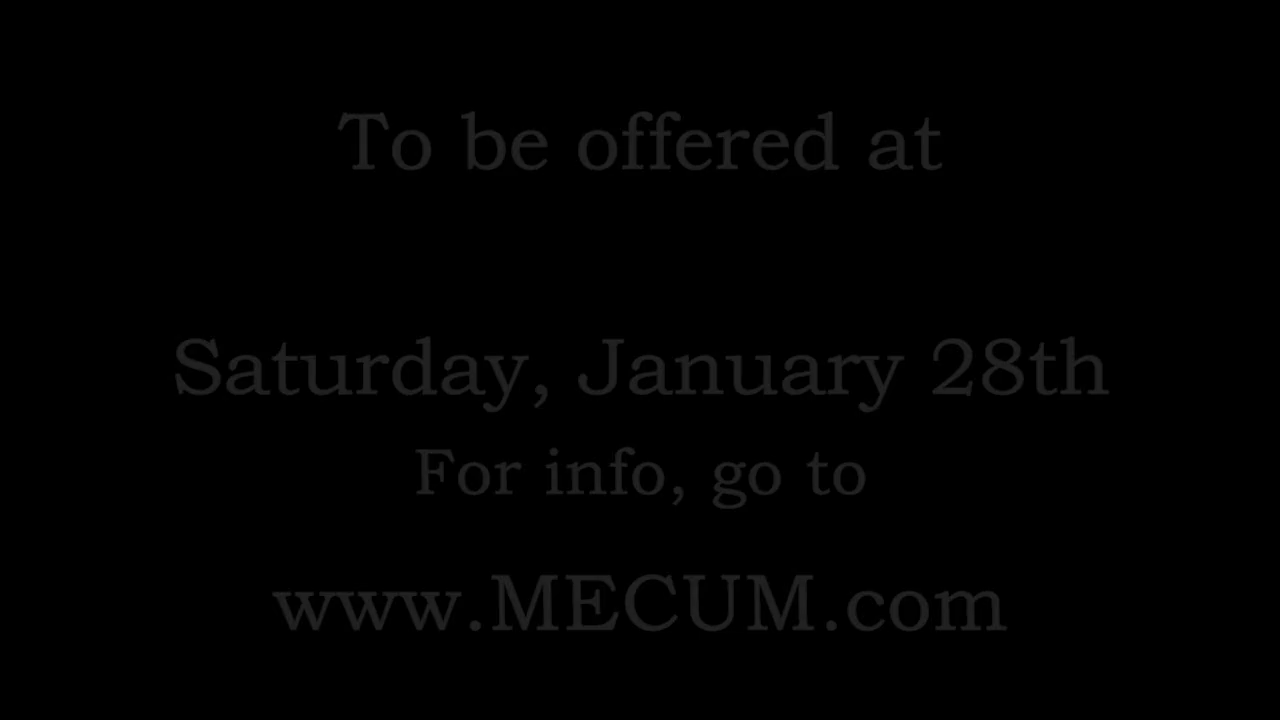 To be offered at
Saturday, January 28th
For info, go to
www.MECUM.com